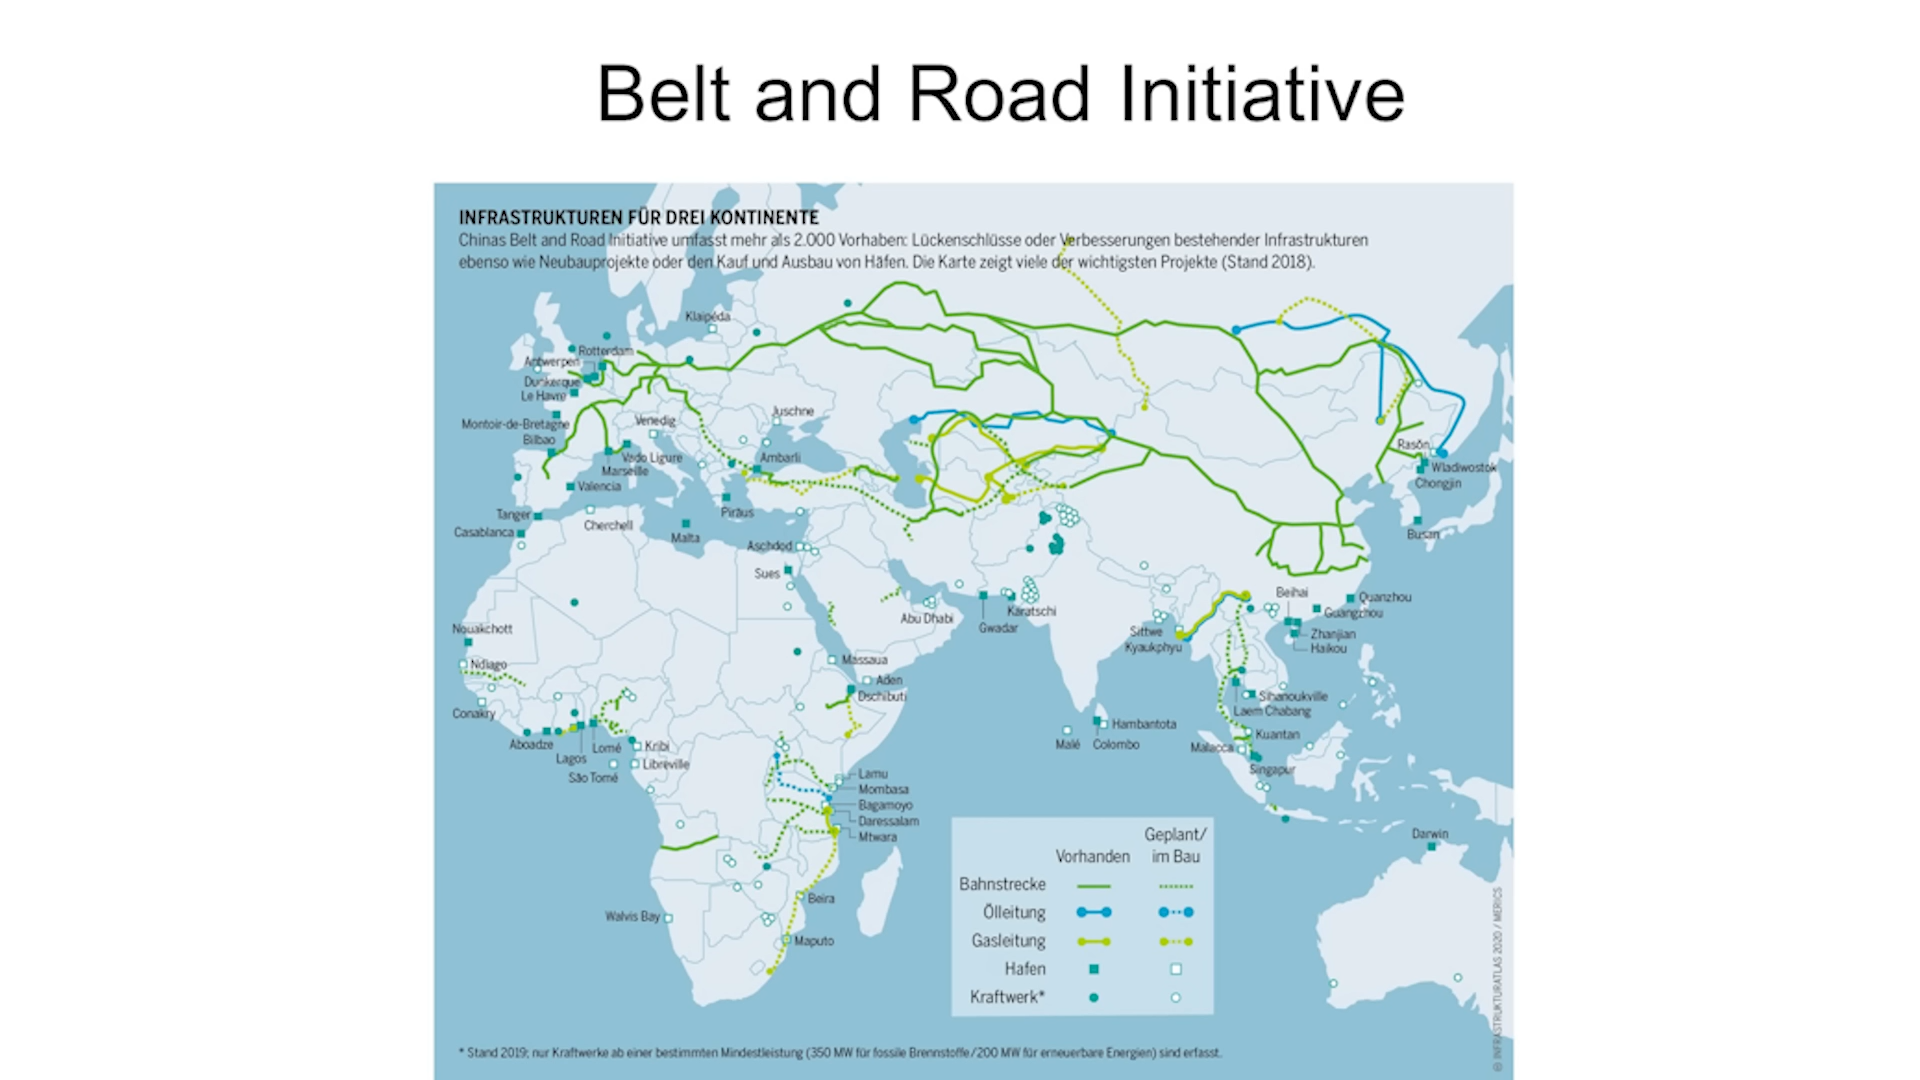 Belt and Road Initiative
INFRASTRUKTUREN FÜR DREI KONTINENTE
Chinas Belt and Road Initiative umfasst mehr als 2.000 Vorhaben: Lückenschlüsse oder Verbesserungen bestehender Infrastrukturen
ebenso wie Neubauprojekte oder den Kauf und Ausbau von Häfen. Die Karte zeigt viele der wichtigsten Projekte (Stand 2018).
Klaipéda
Rotterdam
Antwerpen
Dunkerque
Le Havre
Montoir-de-Bretagne
Bilbao
Venedig
Juschne
Vado Ligure
Marseille
Ambarli
Valencia
Tanger
Casablanca
Cherchell
Malta
Piräus
Aschdod
Sues
Abu Dhabi
Gwadar
Karatschi
Sittwe
Kyaukphyu
Beihai
Quanzhou
Guangzhou
Zhanjian
Haikou
Rasŏn
Wladiwostok
Chongjin
Busan
Nouakchott
Ndiago
Conakry
Aboadze
Lagos
Lomé
São Tomé
Kribi
Libreville
Massaua
Aden
Dschibuti
Lamu
Mombasa
Bagamoyo
Daressalam
Mtwara
Beira
Walvis Bay
Maputo
Malé
Colombo
Hambantota
Sihanoukville
Laem Chabang
Kuantan
Malacca
Singapur
Darwin
Vorhanden
Geplant/
im Bau
Bahnstrecke
Ölleitung
Gasleitung
Hafen
Kraftwerk*
* Stand 2019; nur Kraftwerke ab einer bestimmten Mindestleistung (350 MW für fossile Brennstoffe/200 MW für erneuerbare Energien) sind erfasst.
© INFRASTRUKTURATLAS 2020 / MERICS